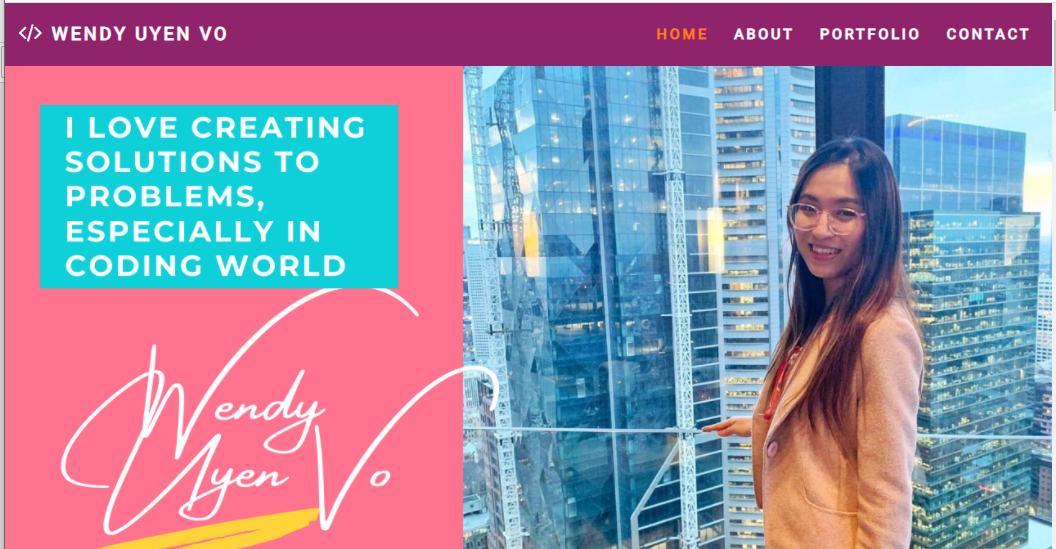 </> WENDY UYEN VO
HOME ABOUT PORTFOLIO CONTACT
I LOVE CREATING
SOLUTIONS TO
PROBLEMS,
ESPECIALLY IN
CODING WORLD
Wendy
Uyen Vo